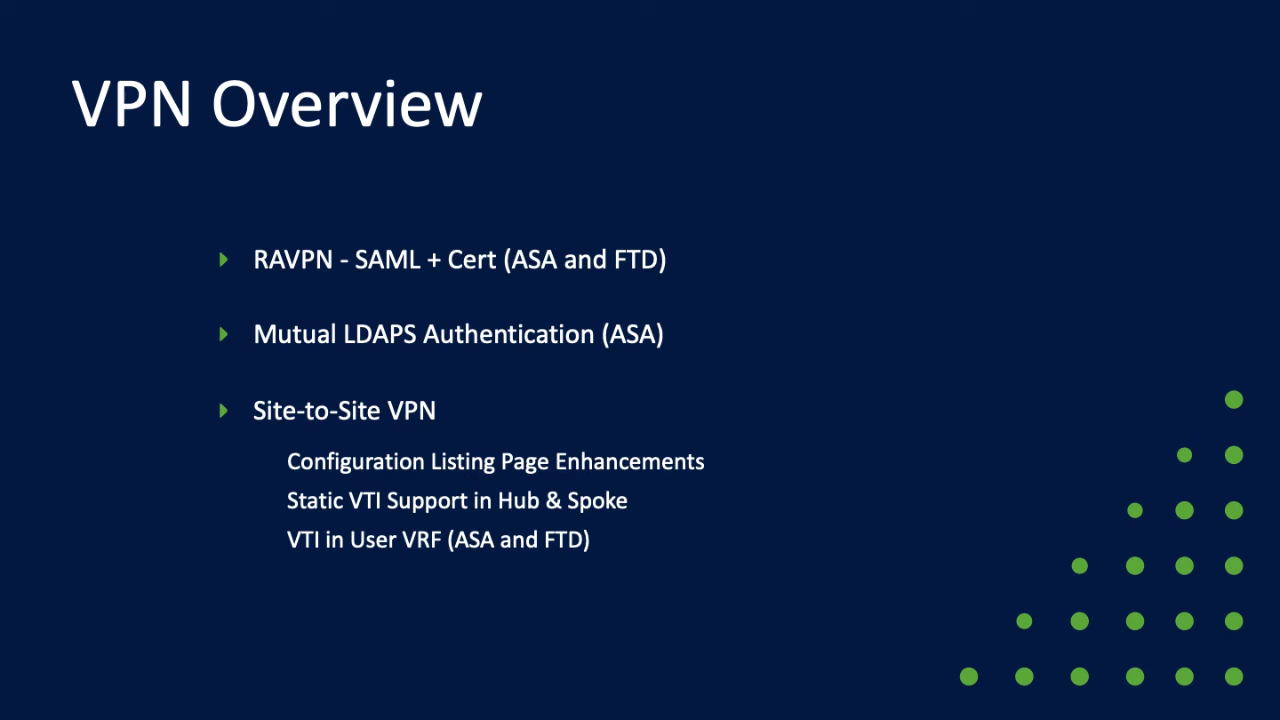 VPN Overview
RAVPN - SAML + Cert (ASA and FTD)
Mutual LDAPS Authentication (ASA)
Site-to-Site VPN
Configuration Listing Page Enhancements
Static VTI Support in Hub & Spoke
VTI in User VRF (ASA and FTD)